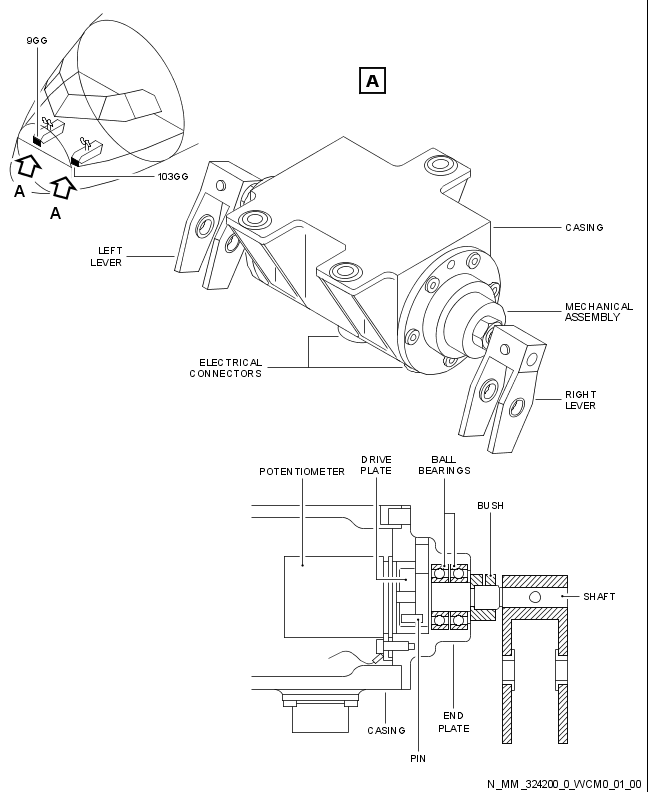 9GG
A
A
A
103GG
CASING
LEFT
LEVER
MECHANICAL
ASSEMBLY
ELECTRICAL
CONNECTORS
RIGHT
LEVER
POTENTIOMETER
DRIVE
PLATE
BALL
BEARINGS
BUSH
SHAFT
CASING
END
PLATE
PIN
N_MM_324200_0_WCM0_01_00